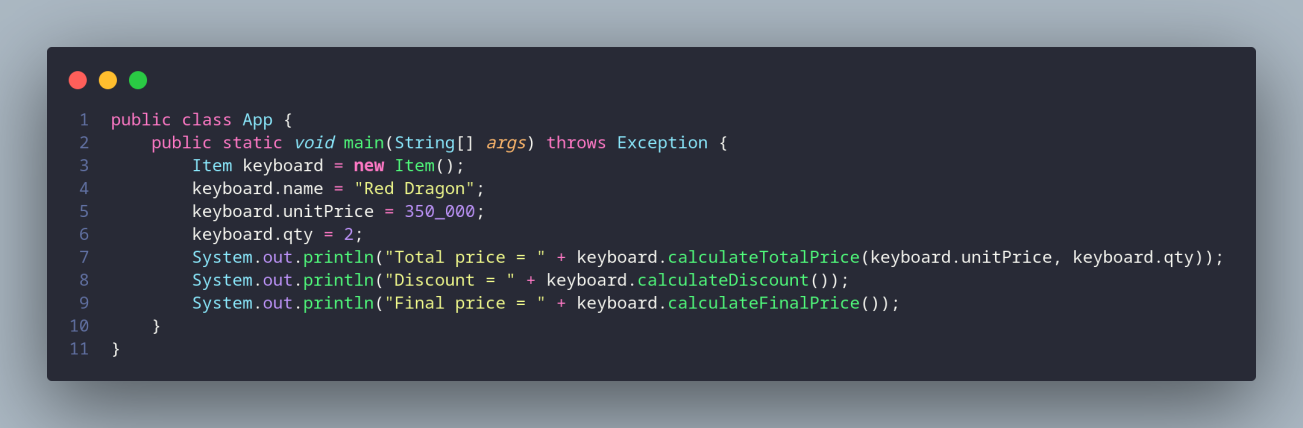 1 public class App {
2     public static void main(String[] args) throws Exception {
3         Item keyboard = new Item();
4         keyboard.name = "Red Dragon";
5         keyboard.unitPrice = 350_000;
6         keyboard.qty = 2;
7         System.out.println("Total price = " + keyboard.calculateTotalPrice(keyboard.unitPrice, keyboard.qty));
8         System.out.println("Discount = " + keyboard.calculateDiscount());
9         System.out.println("Final price = " + keyboard.calculateFinalPrice());
10     }
11 }